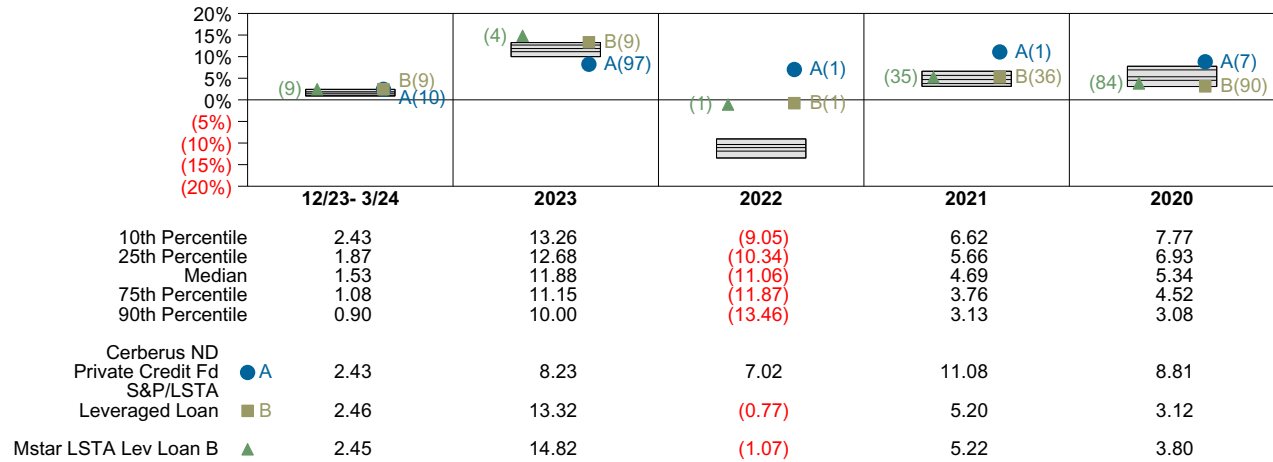 20%
15%
10%
5%
0%
(5%)
(10%)
(15%)
(20%)
(9) B(9)
A(10)
(4) B(9)
A(97)
(1) A(1)
B(1)
(35) A(1)
B(36)
(84) A(7)
B(90)
12/23- 3/24 2023 2022 2021 2020
10th Percentile 2.43 13.26 (9.05) 6.62 7.77
25th Percentile 1.87 12.68 (10.34) 5.66 6.93
Median 1.53 11.88 (11.06) 4.69 5.34
75th Percentile 1.08 11.15 (11.87) 3.76 4.52
90th Percentile 0.90 10.00 (13.46) 3.13 3.08
Cerberus ND
Private Credit Fd A 2.43 8.23 7.02 11.08 8.81
S&P/LSTA
Leveraged Loan B 2.46 13.32 (0.77) 5.20 3.12
Mstar LSTA Lev Loan B 2.45 14.82 (1.07) 5.22 3.80